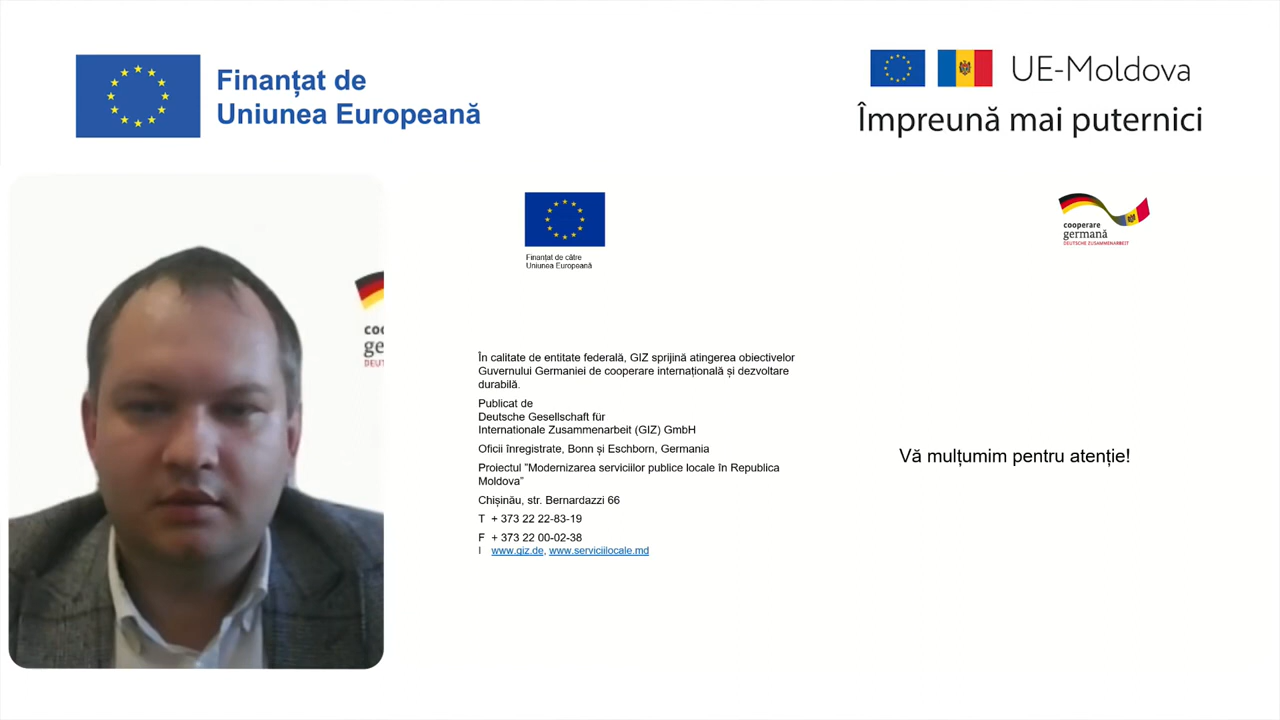 Finanțat de
Uniunea Europeană
UE-Moldova
Împreună mai puternici
Finanțat de către
Uniunea Europeană
cooperare
germană
DEUTSCHE ZUSAMMENARBEIT
coo
ge
DEUT
În calitate de entitate federală, GIZ sprijină atingerea obiectivelor
Guvernului Germaniei de cooperare internațională și dezvoltare
durabilă.
Publicat de
Deutsche Gesellschaft für
Internationale Zusammenarbeit (GIZ) GmbH
Oficii înregistrate, Bonn și Eschborn, Germania
Proiectul ”Modernizarea serviciilor publice locale în Republica
Moldova”
Chișinău, str. Bernardazzi 66
T + 373 22 22-83-19
F + 373 22 00-02-38
I www.giz.de, www.serviciilocale.md
Vă mulțumim pentru atenție!